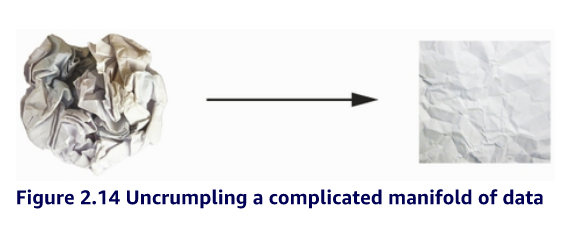 Figure 2.14 Uncrumpling a complicated manifold of data